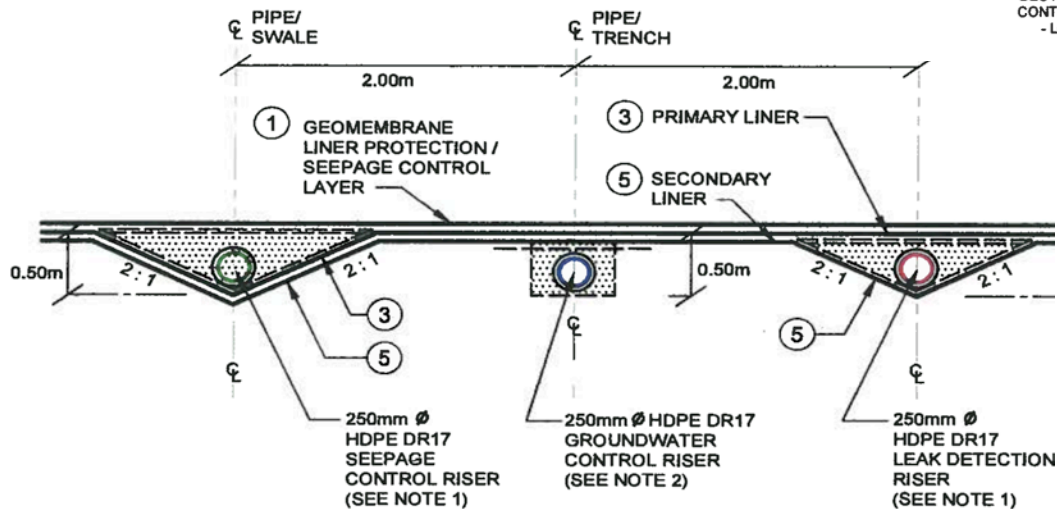 CONT
- L
℄ PIPE/
SWALE
℄ PIPE/
TRENCH
2.00m
2.00m
1 GEOMEMBRANE
LINER PROTECTION /
SEEPAGE CONTROL
LAYER
3 PRIMARY LINER
5 SECONDARY
LINER
0.50m
2:1
2:1
0.50m
2:1
2:1
3
5
5
℄
℄
℄
250mm Ø
HDPE DR17
SEEPAGE
CONTROL RISER
(SEE NOTE 1)
250mm Ø HDPE DR17
GROUNDWATER
CONTROL RISER
(SEE NOTE 2)
250mm Ø
HDPE DR17
LEAK DETECTION
RISER
(SEE NOTE 1)